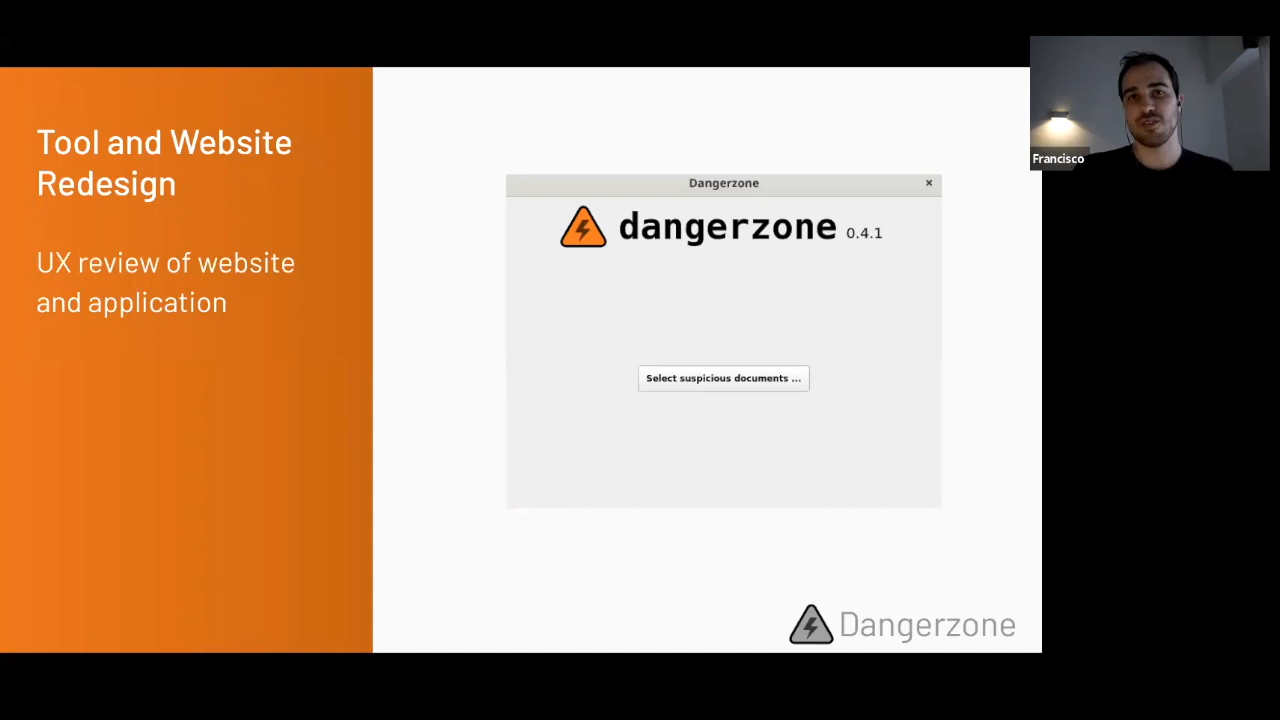 Tool and Website
Redesign
UX review of website
and application
Dangerzone
×
dangerzone 0.4.1
Select suspicious documents ...
Dangerzone
Francisco